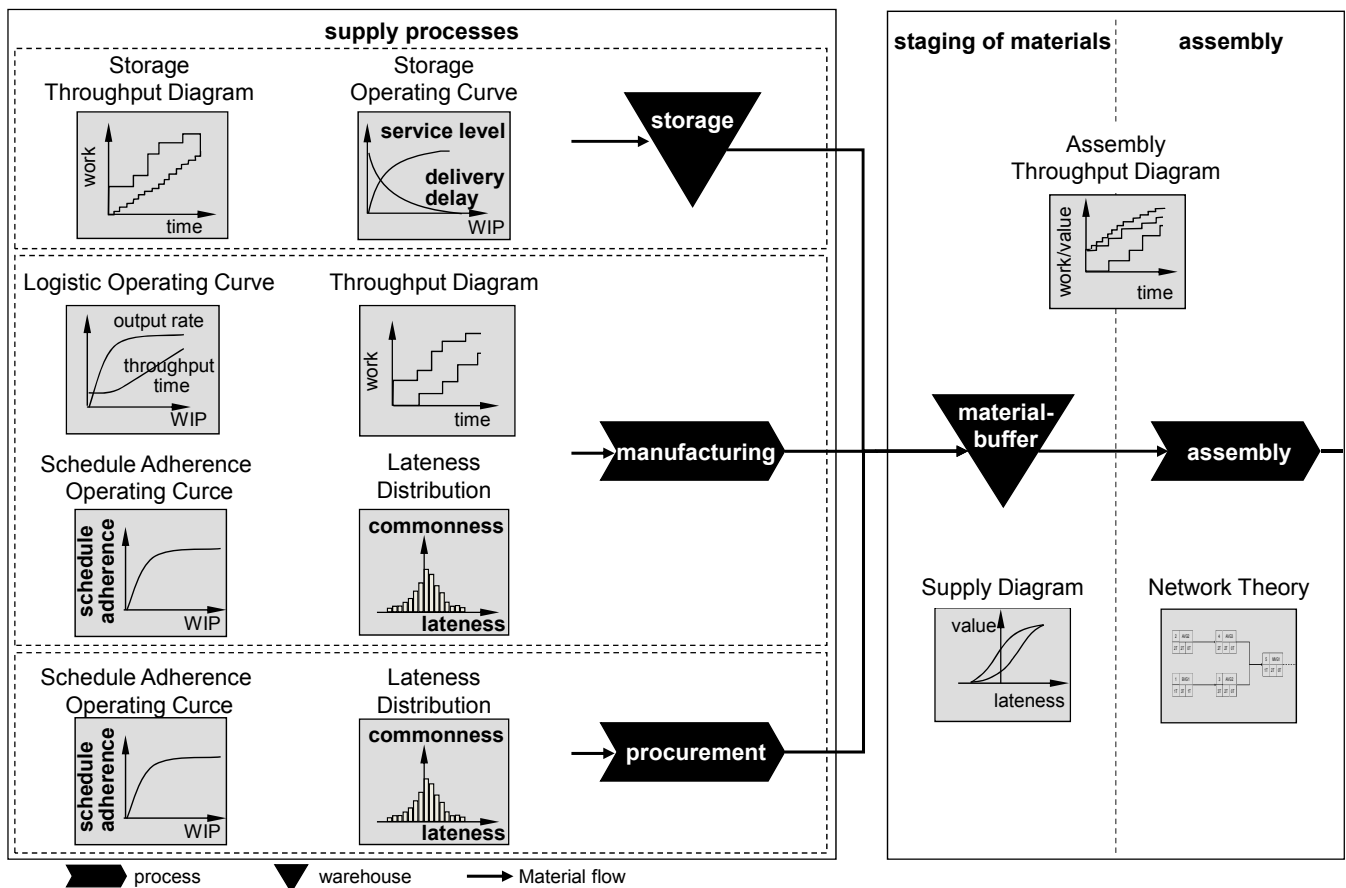 supply processes
Storage
Throughput Diagram
work
time
Storage
Operating Curve
service level
delivery
delay
WIP
storage
Logistic Operating Curve
output rate
throughput
time
WIP
Throughput Diagram
work
time
manufacturing
Schedule Adherence
Operating Curce
schedule
adherence
WIP
Lateness
Distribution
commonness
lateness
Schedule Adherence
Operating Curce
schedule
adherence
WIP
Lateness
Distribution
commonness
lateness
procurement
staging of materials
assembly
Assembly
Throughput Diagram
work/value
time
material-
buffer
assembly
Supply Diagram
value
lateness
Network Theory
process
warehouse
Material flow